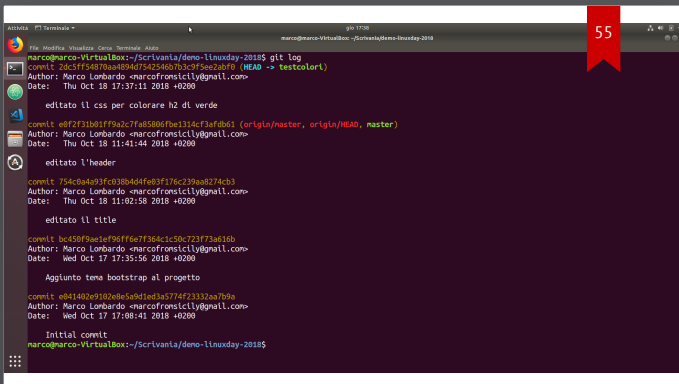 Attività Terminale gio 17:38
marco@marco-VirtualBox: ~/Scrivania/demo-linuxday-2018
55
File Modifica Visualizza Cerca Terminale Aiuto
marco@marco-VirtualBox:~/Scrivania/demo-linuxday-2018$ git log
commit 2dc5ff54870aa4894d7542546b7b3c9f5ee2abf0 (HEAD -> testcolori)
Author: Marco Lombardo <marcofromsicily@gmail.com>
Date: Thu Oct 18 17:37:11 2018 +0200
editato il css per colorare h2 di verde
commit e0f2f31b01ff9a2c7fa85806fbe1314cf3afdb61 (origin/master, origin/HEAD, master)
Author: Marco Lombardo <marcofromsicily@gmail.com>
Date: Thu Oct 18 11:41:44 2018 +0200
editato l'header
commit 754c0a4a93fc038b4d4fe03f176c239aa8274cb3
Author: Marco Lombardo <marcofromsicily@gmail.com>
Date: Thu Oct 18 11:02:58 2018 +0200
editato il title
commit bc450f9ae1ef96ff6e7f364c1c50c723f73a616b
Author: Marco Lombardo <marcofromsicily@gmail.com>
Date: Wed Oct 17 17:35:56 2018 +0200
Aggiunto tema bootstrap al progetto
commit e041402e9102e8e5a9d1ed3a5774f23332aa7b9a
Author: Marco Lombardo <marcofromsicily@gmail.com>
Date: Wed Oct 17 17:08:41 2018 +0200
Initial commit
marco@marco-VirtualBox:~/Scrivania/demo-linuxday-2018$